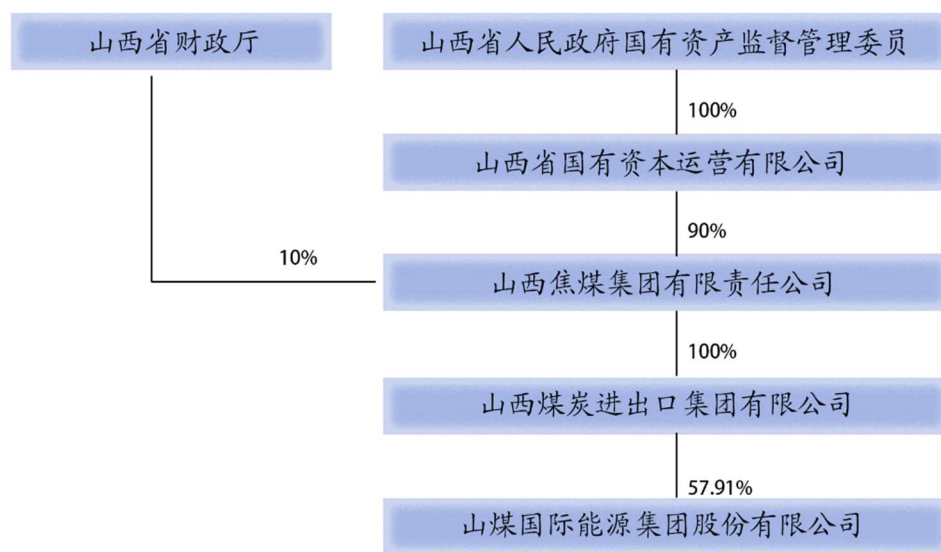 山西省财政厅
山西省人民政府国有资产监督管理委员
100%
山西省国有资本运营有限公司
90%
10%
山西焦煤集团有限责任公司
100%
山西煤炭进出口集团有限公司
57.91%
山煤国际能源集团股份有限公司